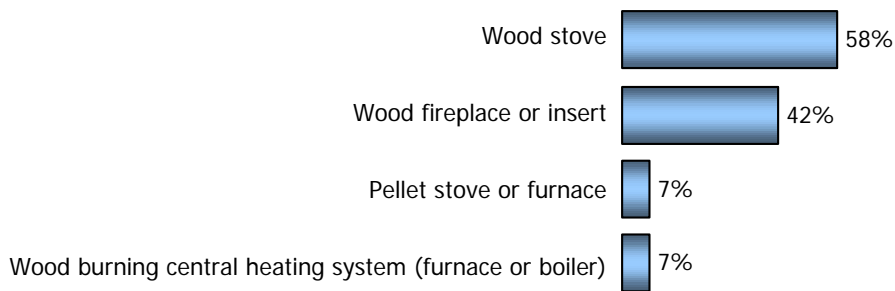 Wood stove 58%
Wood fireplace or insert 42%
Pellet stove or furnace 7%
Wood burning central heating system (furnace or boiler) 7%